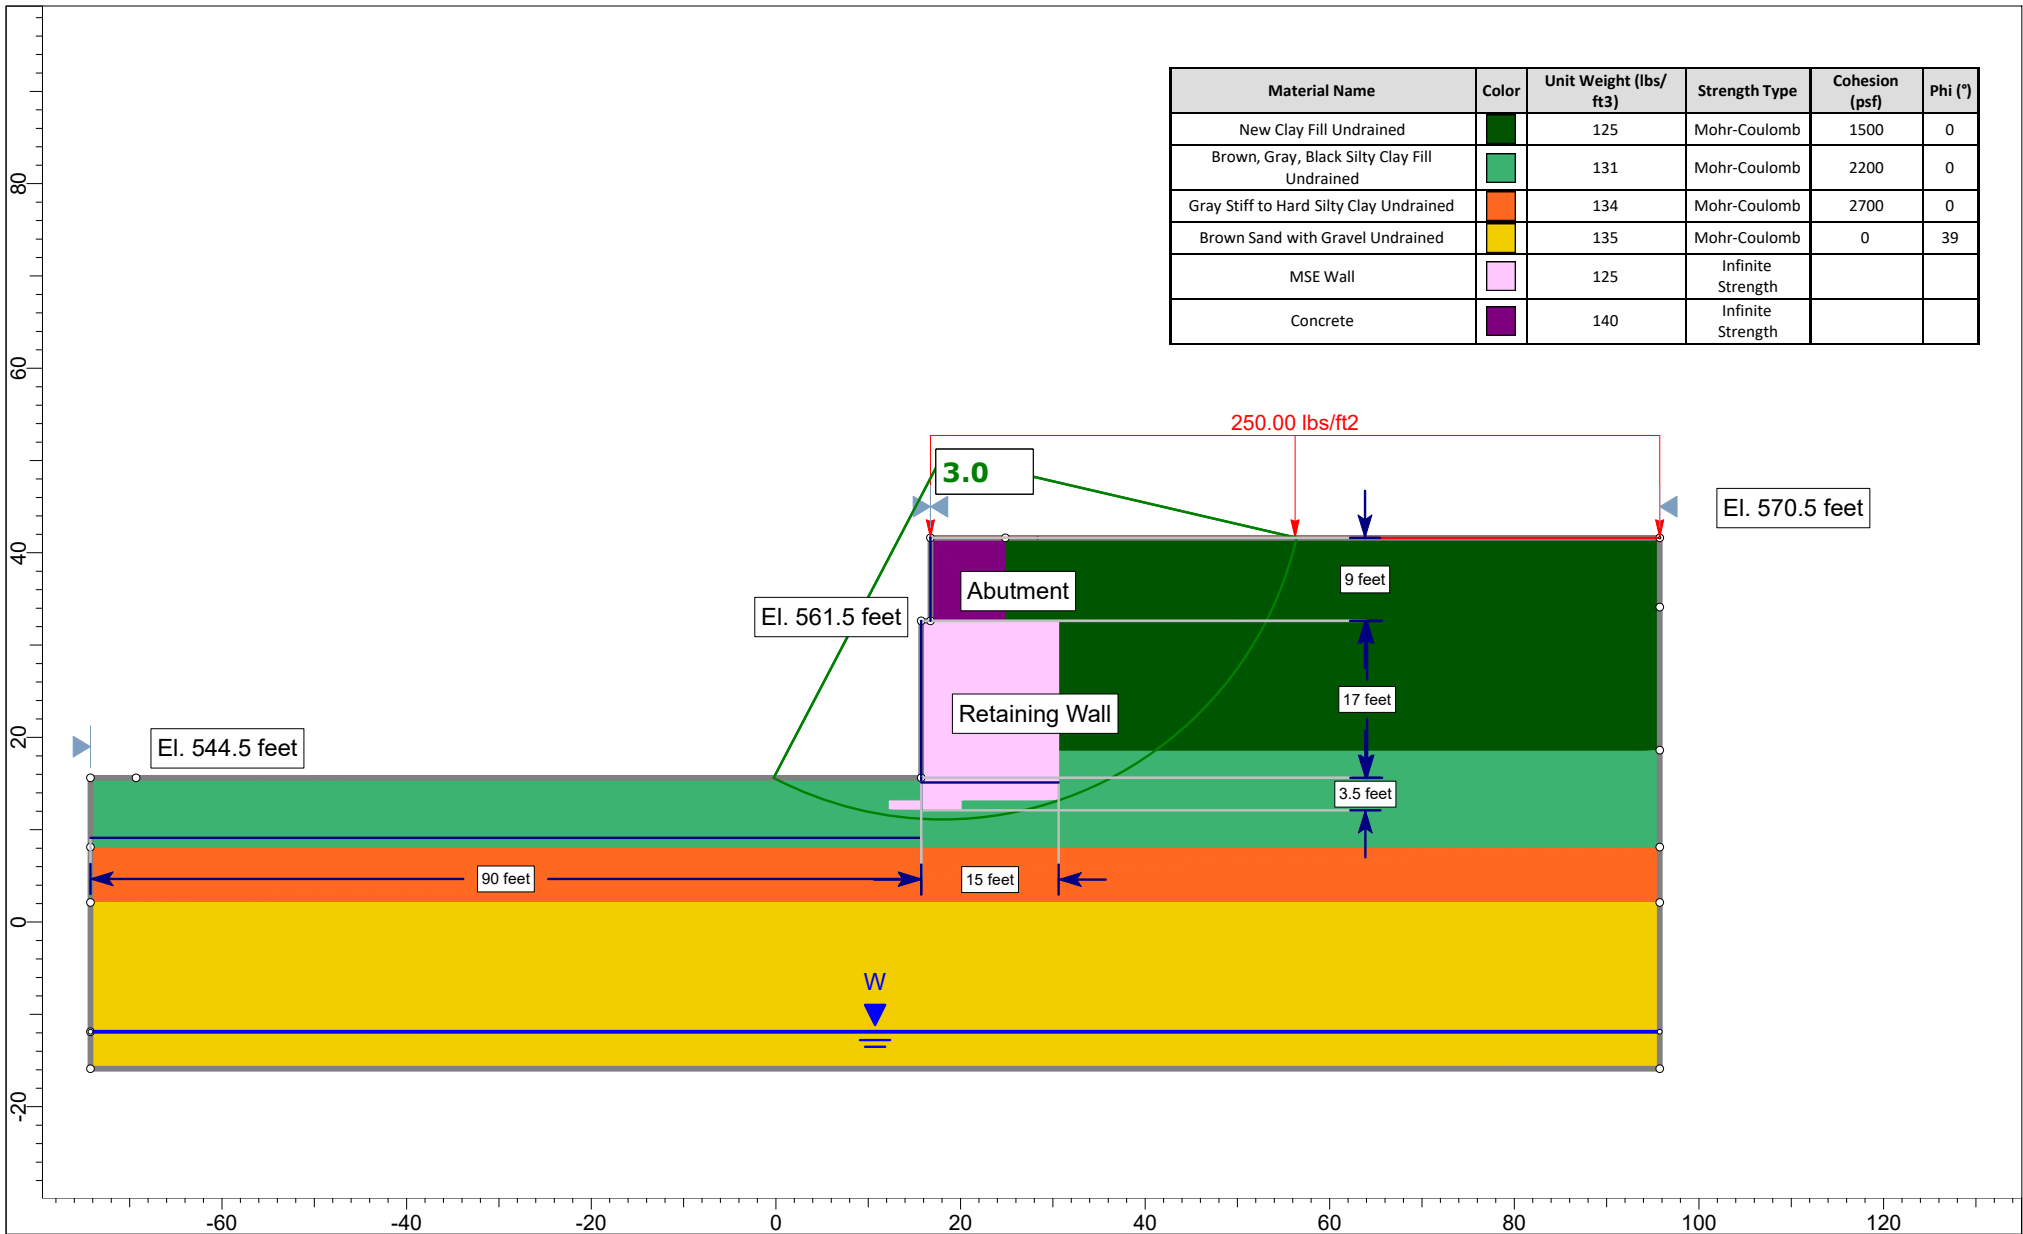 Material Name Color Unit Weight (lbs/ ft3) Strength Type Cohesion (psf) Phi (°)
New Clay Fill Undrained 125 Mohr-Coulomb 1500 0
Brown, Gray, Black Silty Clay Fill Undrained 131 Mohr-Coulomb 2200 0
Gray Stiff to Hard Silty Clay Undrained 134 Mohr-Coulomb 2700 0
Brown Sand with Gravel Undrained 135 Mohr-Coulomb 0 39
MSE Wall 125 Infinite Strength
Concrete 140 Infinite Strength
250.00 lbs/ft2
3.0
El. 570.5 feet
9 feet
Abutment
El. 561.5 feet
17 feet
Retaining Wall
El. 544.5 feet
3.5 feet
90 feet
15 feet
W
80
60
40
20
0
-20
-60 -40 -20 0 20 40 60 80 100 120